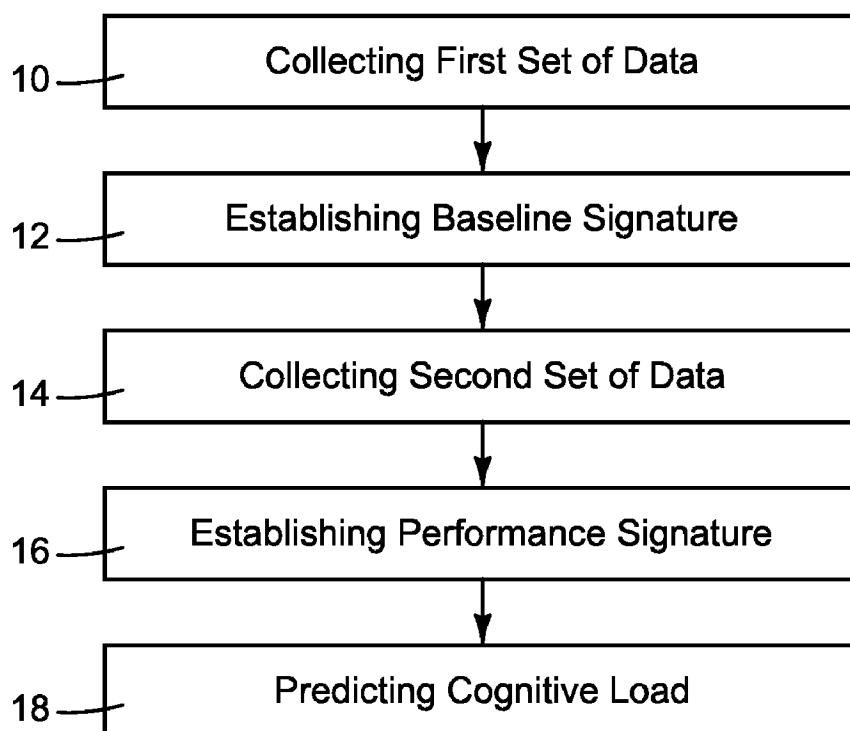 10 Collecting First Set of Data
12 Establishing Baseline Signature
14 Collecting Second Set of Data
16 Establishing Performance Signature
18 Predicting Cognitive Load